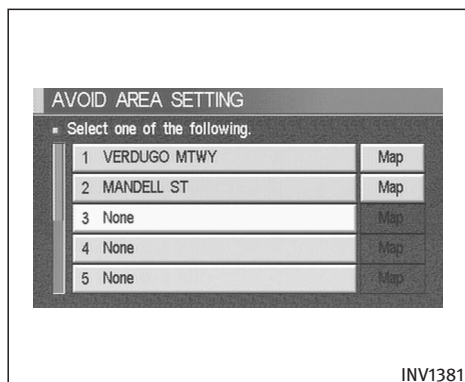 AVOID AREA SETTING
Select one of the following.
1 VERDUGO MTWY Map
2 MANDELL ST Map
3 None Map
4 None Map
5 None Map
INV1381